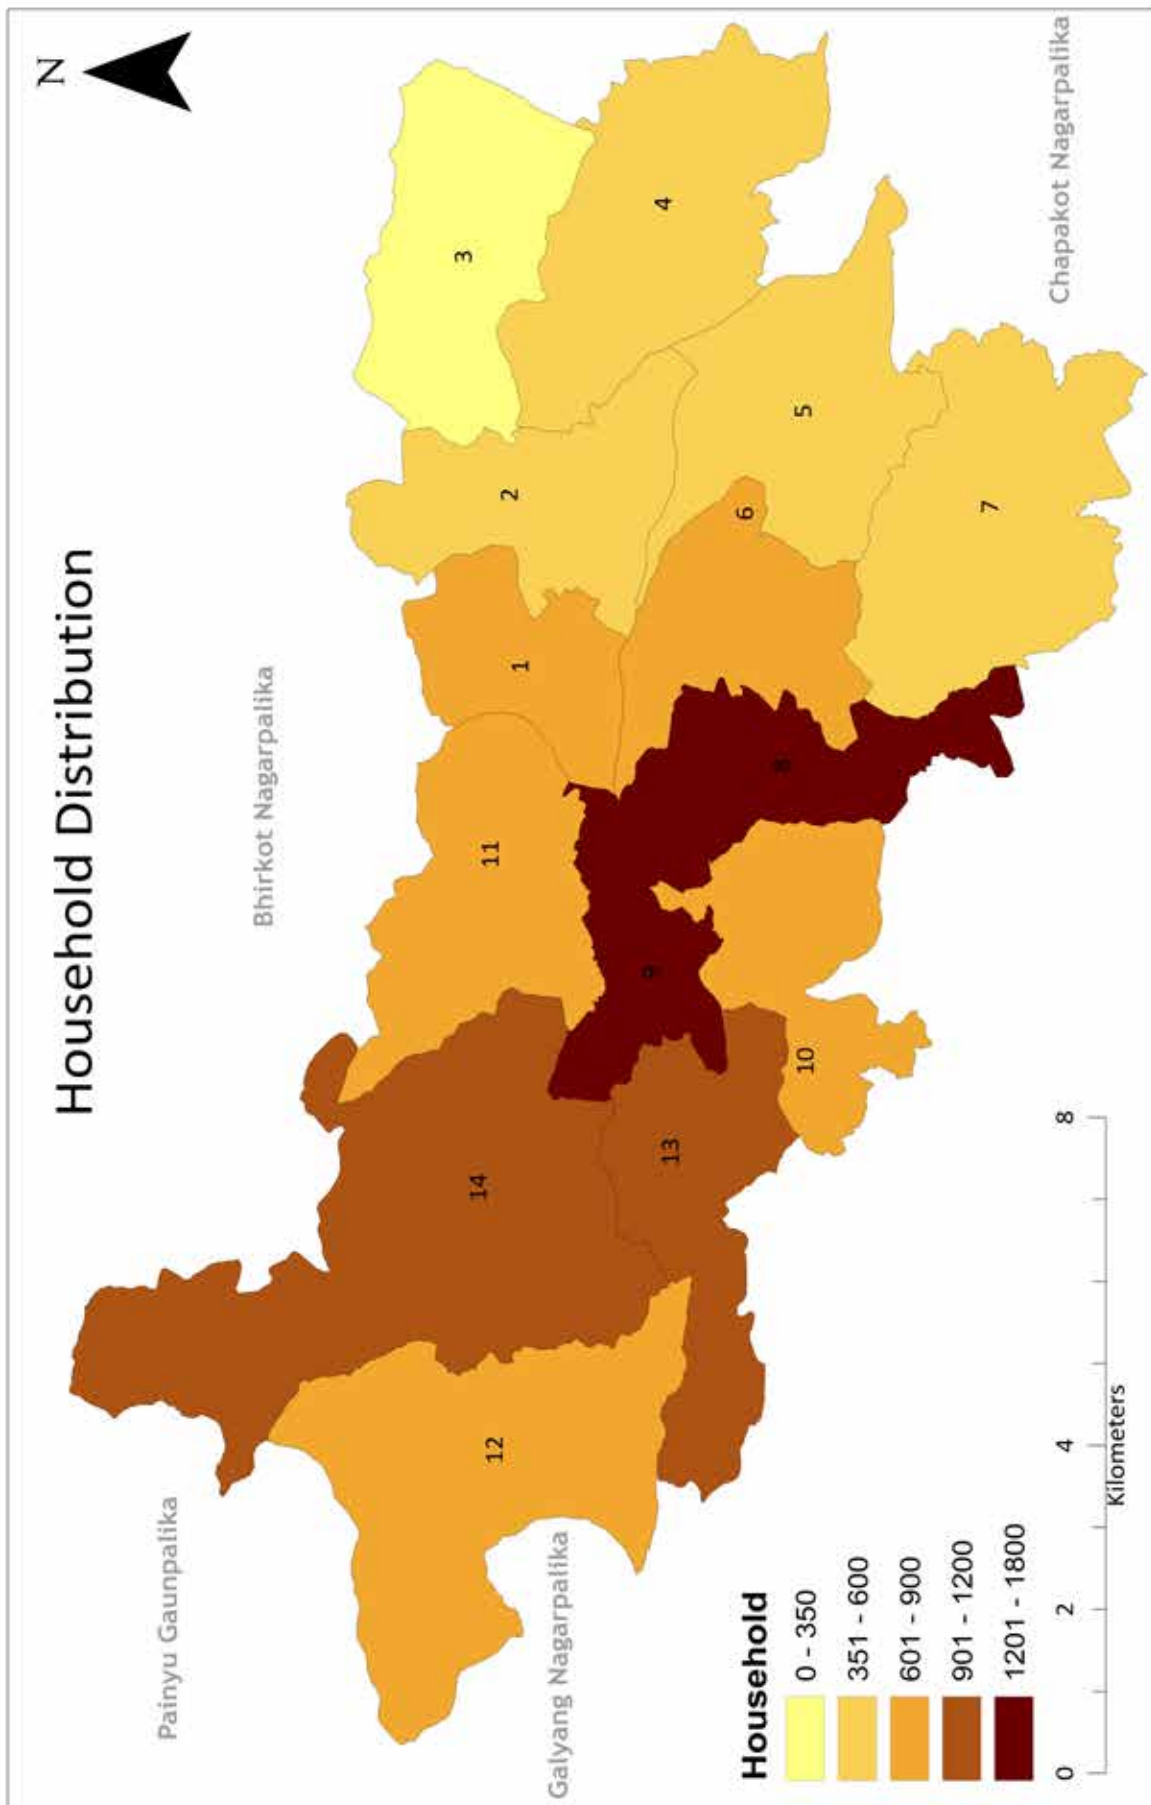 Household Distribution
N
Painyu Gaunpalika
Bhirkot Nagarpalika
Galyang Nagarpalika
Chapakot Nagarpalika
3
2
1
11
14
12
4
9
13
6
5
8
10
7
Household
0 - 350
351 - 600
601 - 900
901 - 1200
1201 - 1800
0 2 4 8
Kilometers